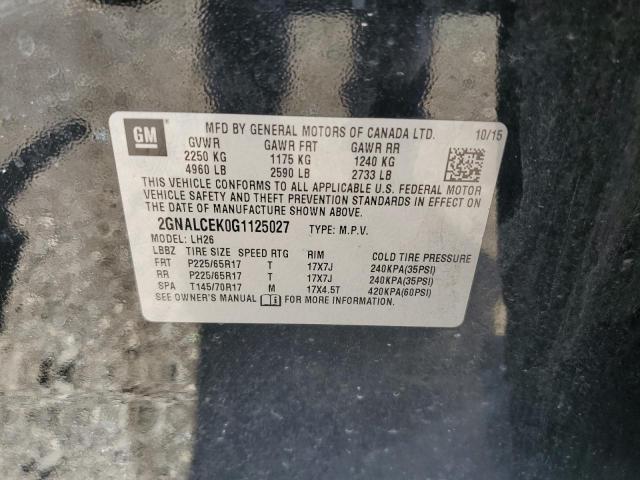 GM
MFD BY GENERAL MOTORS OF CANADA LTD. 10/15
GVWR GAWR FRT GAWR RR
2250 KG 1175 KG 1240 KG
4960 LB 2590 LB 2733 LB
THIS VEHICLE CONFORMS TO ALL APPLICABLE U.S. FEDERAL MOTOR
VEHICLE SAFETY AND THEFT PREVENTION STANDARDS IN EFFECT ON
THE DATE OF MANUFACTURE SHOWN ABOVE.
2GNALCEK0G1125027 TYPE: M.P.V.
MODEL: LH26
LBBZ TIRE SIZE SPEED RTG RIM COLD TIRE PRESSURE
FRT P225/65R17 T 17X7J 240KPA(35PSI)
RR P225/65R17 T 17X7J 240KPA(35PSI)
SPA T145/70R17 M 17X4.5T 420KPA(60PSI)
SEE OWNER'S MANUAL FOR MORE INFORMATION.